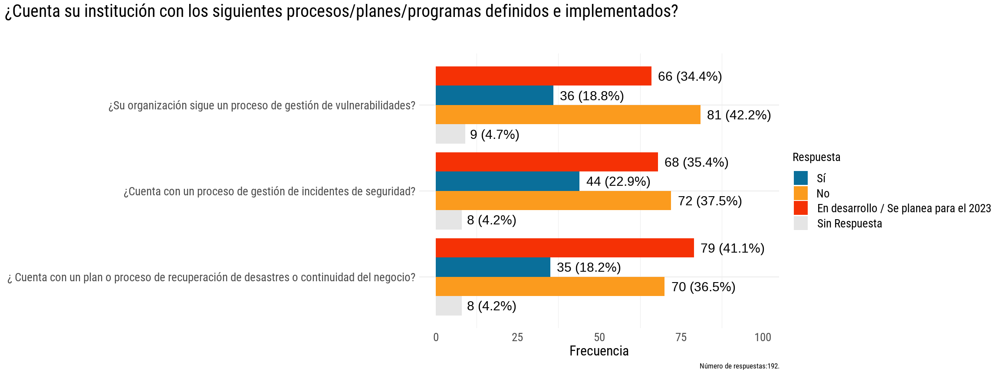 ¿Cuenta su institución con los siguientes procesos/planes/programas definidos e implementados?
¿Su organización sigue un proceso de gestión de vulnerabilidades?
66 (34.4%)
36 (18.8%)
81 (42.2%)
9 (4.7%)
¿Cuenta con un proceso de gestión de incidentes de seguridad?
68 (35.4%)
44 (22.9%)
72 (37.5%)
8 (4.2%)
¿ Cuenta con un plan o proceso de recuperación de desastres o continuidad del negocio?
79 (41.1%)
35 (18.2%)
70 (36.5%)
8 (4.2%)
0 25 50 75 100
Frecuencia
Respuesta
Sí
No
En desarrollo / Se planea para el 2023
Sin Respuesta
Número de respuestas:192.